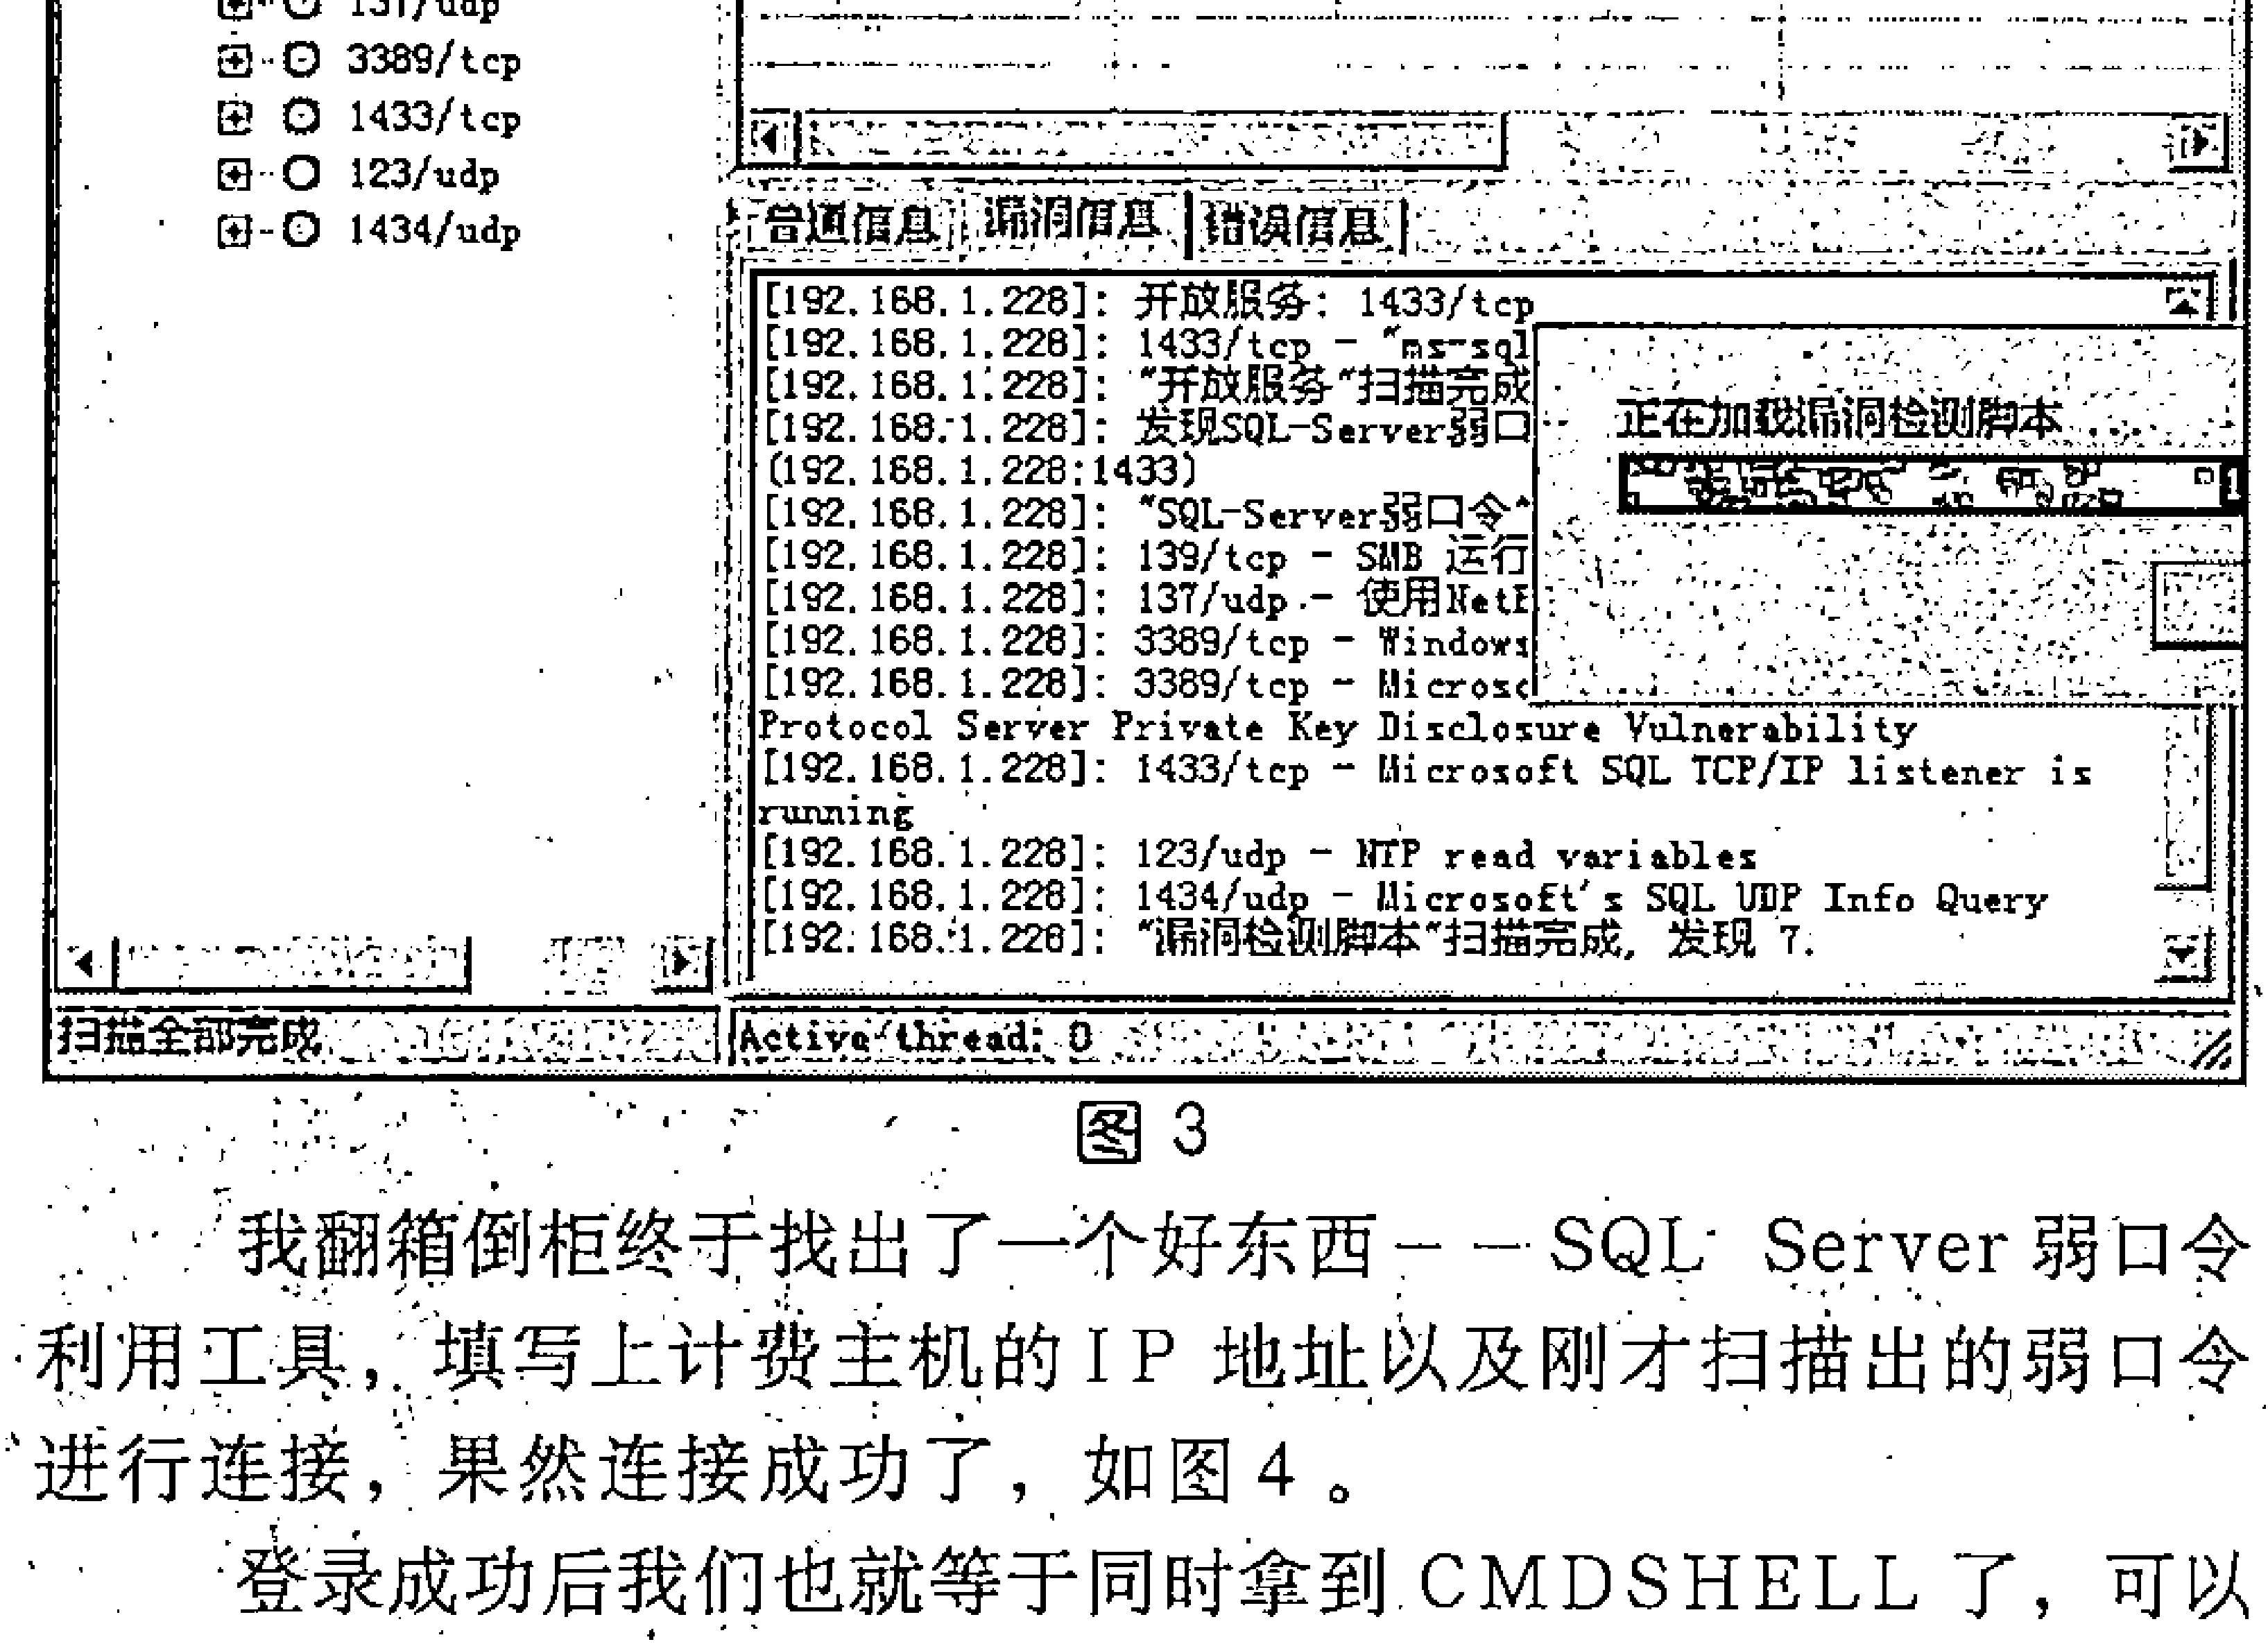 137/udp
3389/tcp
1433/tcp
123/udp
1434/udp
普通信息 漏洞信息 错误信息
[192.168.1.228]: 开放服务: 1433/tcp
[192.168.1.228]: 1433/tcp - "ms-sql
[192.168.1.228]: "开放服务"扫描完成
[192.168.1.228]: 发现SQL-Server弱口
(192.168.1.228:1433)
[192.168.1.228]: "SQL-Server弱口令"
[192.168.1.228]: 139/tcp - SMB 运行
[192.168.1.228]: 137/udp - 使用NetB
[192.168.1.228]: 3389/tcp - Windows
[192.168.1.228]: 3389/tcp - Microso
Protocol Server Private Key Disclosure Vulnerability
[192.168.1.228]: 1433/tcp - Microsoft SQL TCP/IP listener is
running
[192.168.1.228]: 123/udp - NTP read variables
[192.168.1.228]: 1434/udp - Microsoft's SQL UDP Info Query
[192.168.1.228]: "漏洞检测脚本"扫描完成, 发现 7.
正在加载漏洞检测脚本 ...
扫描全部完成
Active thread: 0
图 3
我翻箱倒柜终于找出了一个好东西－－SQL Server弱口令
利用工具，填写上计费主机的IP 地址以及刚才扫描出的弱口令
进行连接，果然连接成功了，如图4。
登录成功后我们也就等于同时拿到CMDSHELL了，可以